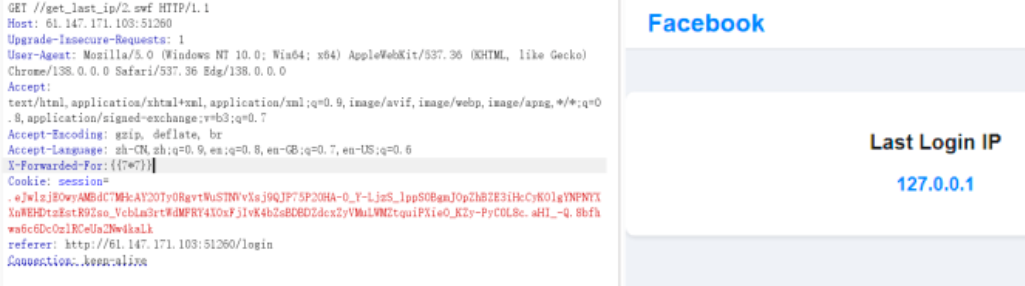 GET //get_last_ip/2.swf HTTP/1.1
Host: 61.147.171.103:51260
Upgrade-Insecure-Requests: 1
User-Agent: Mozilla/5.0 (Windows NT 10.0; Win64; x64) AppleWebKit/537.36 (KHTML, like Gecko)
Chrome/138.0.0.0 Safari/537.36 Edg/138.0.0.0
Accept:
text/html,application/xhtml+xml,application/xml;q=0.9,image/avif,image/webp,image/apng,*/*;q=0
.8,application/signed-exchange;v=b3;q=0.7
Accept-Encoding: gzip, deflate, br
Accept-Language: zh-CN,zh;q=0.9,en;q=0.8,en-GB;q=0.7,en-US;q=0.6
X-Forwarded-For:{{7*7}}
Cookie: session=
referer: http://61.147.171.103:51260/login
Connection: keep-alive
Facebook
Last Login IP
127.0.0.1